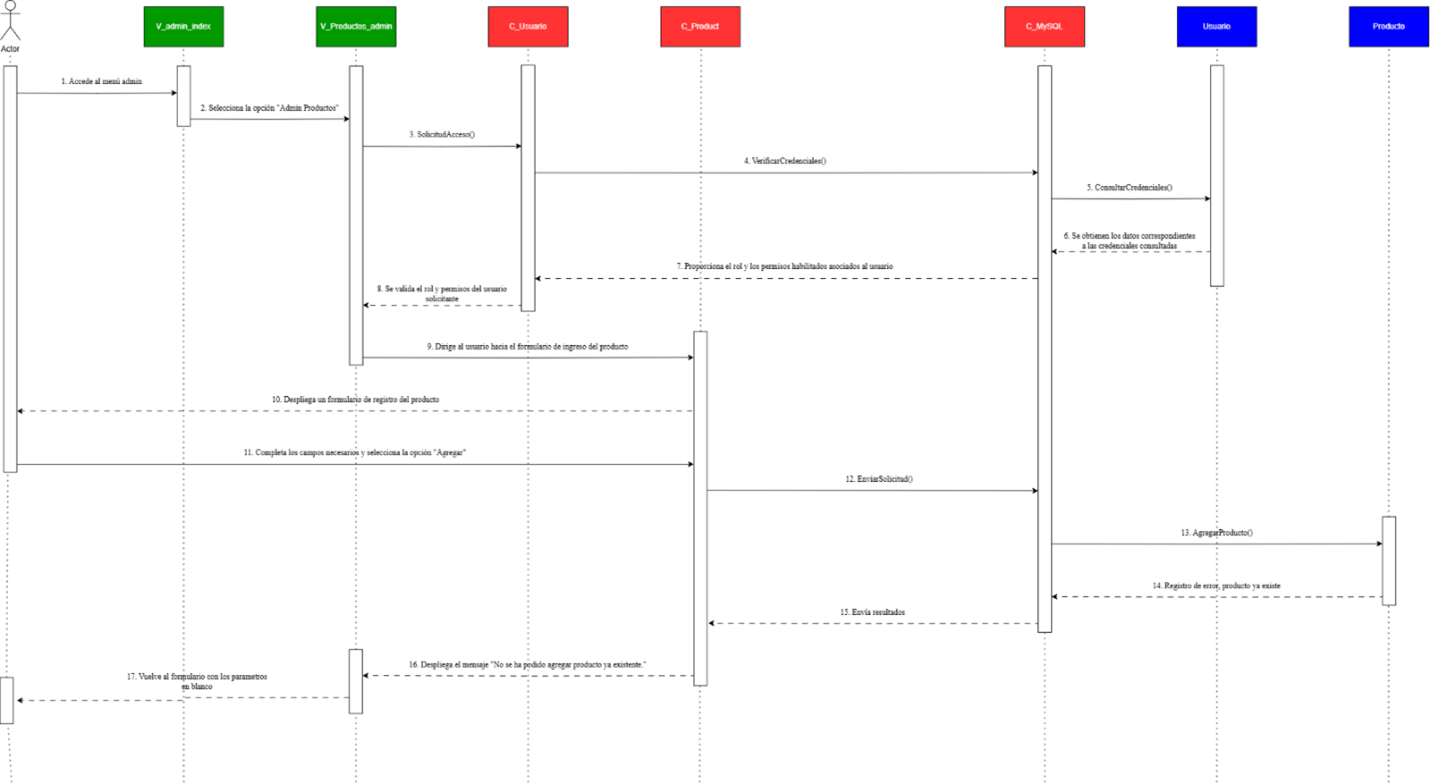 Actor
V_admin_index
V_Productos_admin
C_Usuario
C_Product
C_MySQL
Usuario
Producto
1. Accede al menú admin
2. Selecciona la opción "Admin Productos"
3. SolicitudAcceso()
4. VerificarCredenciales()
5. ConsultarCredenciales()
6. Se obtienen los datos correspondientes
a las credenciales consultadas
7. Proporciona el rol y los permisos habilitados asociados al usuario
8. Se valida el rol y permisos del usuario
solicitante
9. Dirige al usuario hacia el formulario de ingreso del producto
10. Despliega un formulario de registro del producto
11. Completa los campos necesarios y selecciona la opción "Agregar"
12. EnviarSolicitud()
13. AgregarProducto()
14. Registro de error, producto ya existe
15. Envía resultados
16. Despliega el mensaje "No se ha podido agregar producto ya existente."
17. Vuelve al formulario con los parametros
en blanco